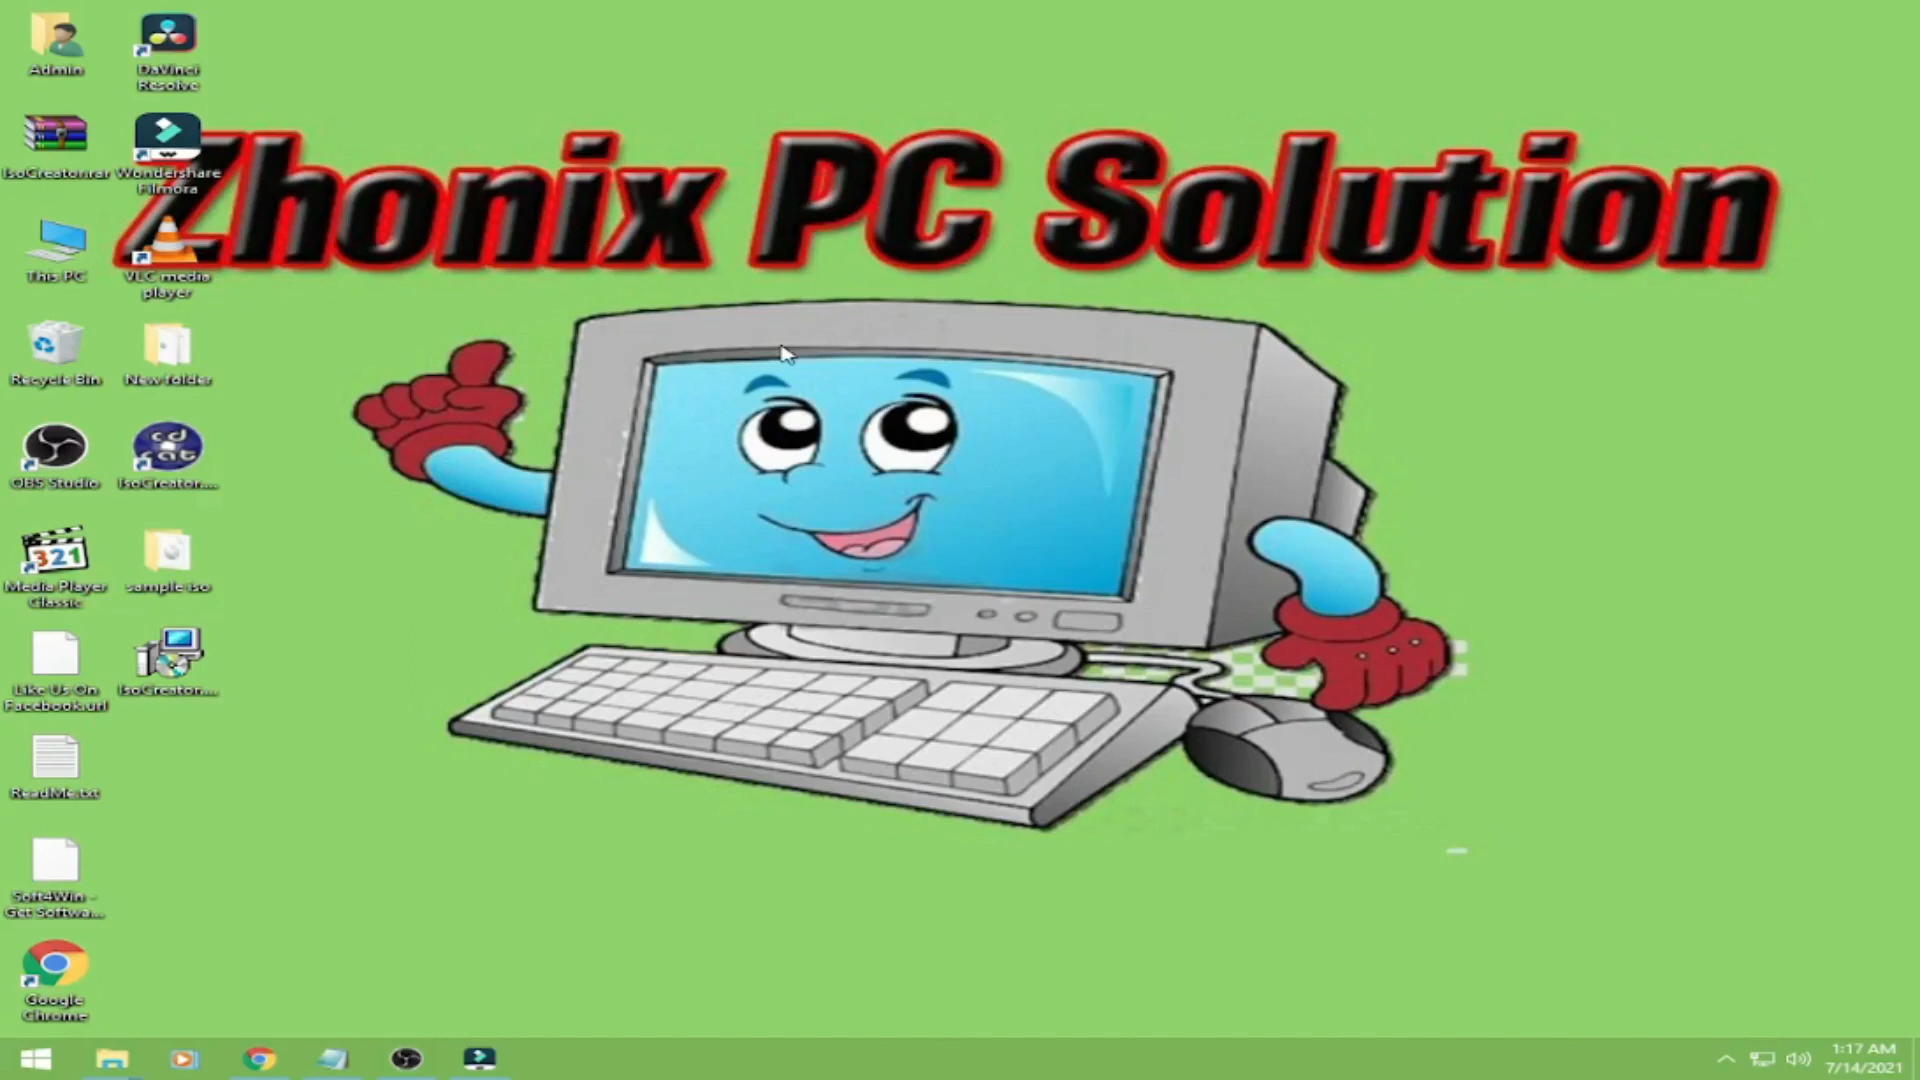 Admin
DaVinci
Resolve
IsoCreator.rar
Wondershare
Filmora
Zhonix PC Solution
This PC
VLC media
player
Recycle Bin
New folder
OBS Studio
cd
IsoCreator....
321
Media Player
Classic
sample iso
Like Us On
Facebook.url
IsoCreator....
ReadMe.txt
Soft4Win -
Get Softwa...
Google
Chrome
1:17 AM
7/14/2021